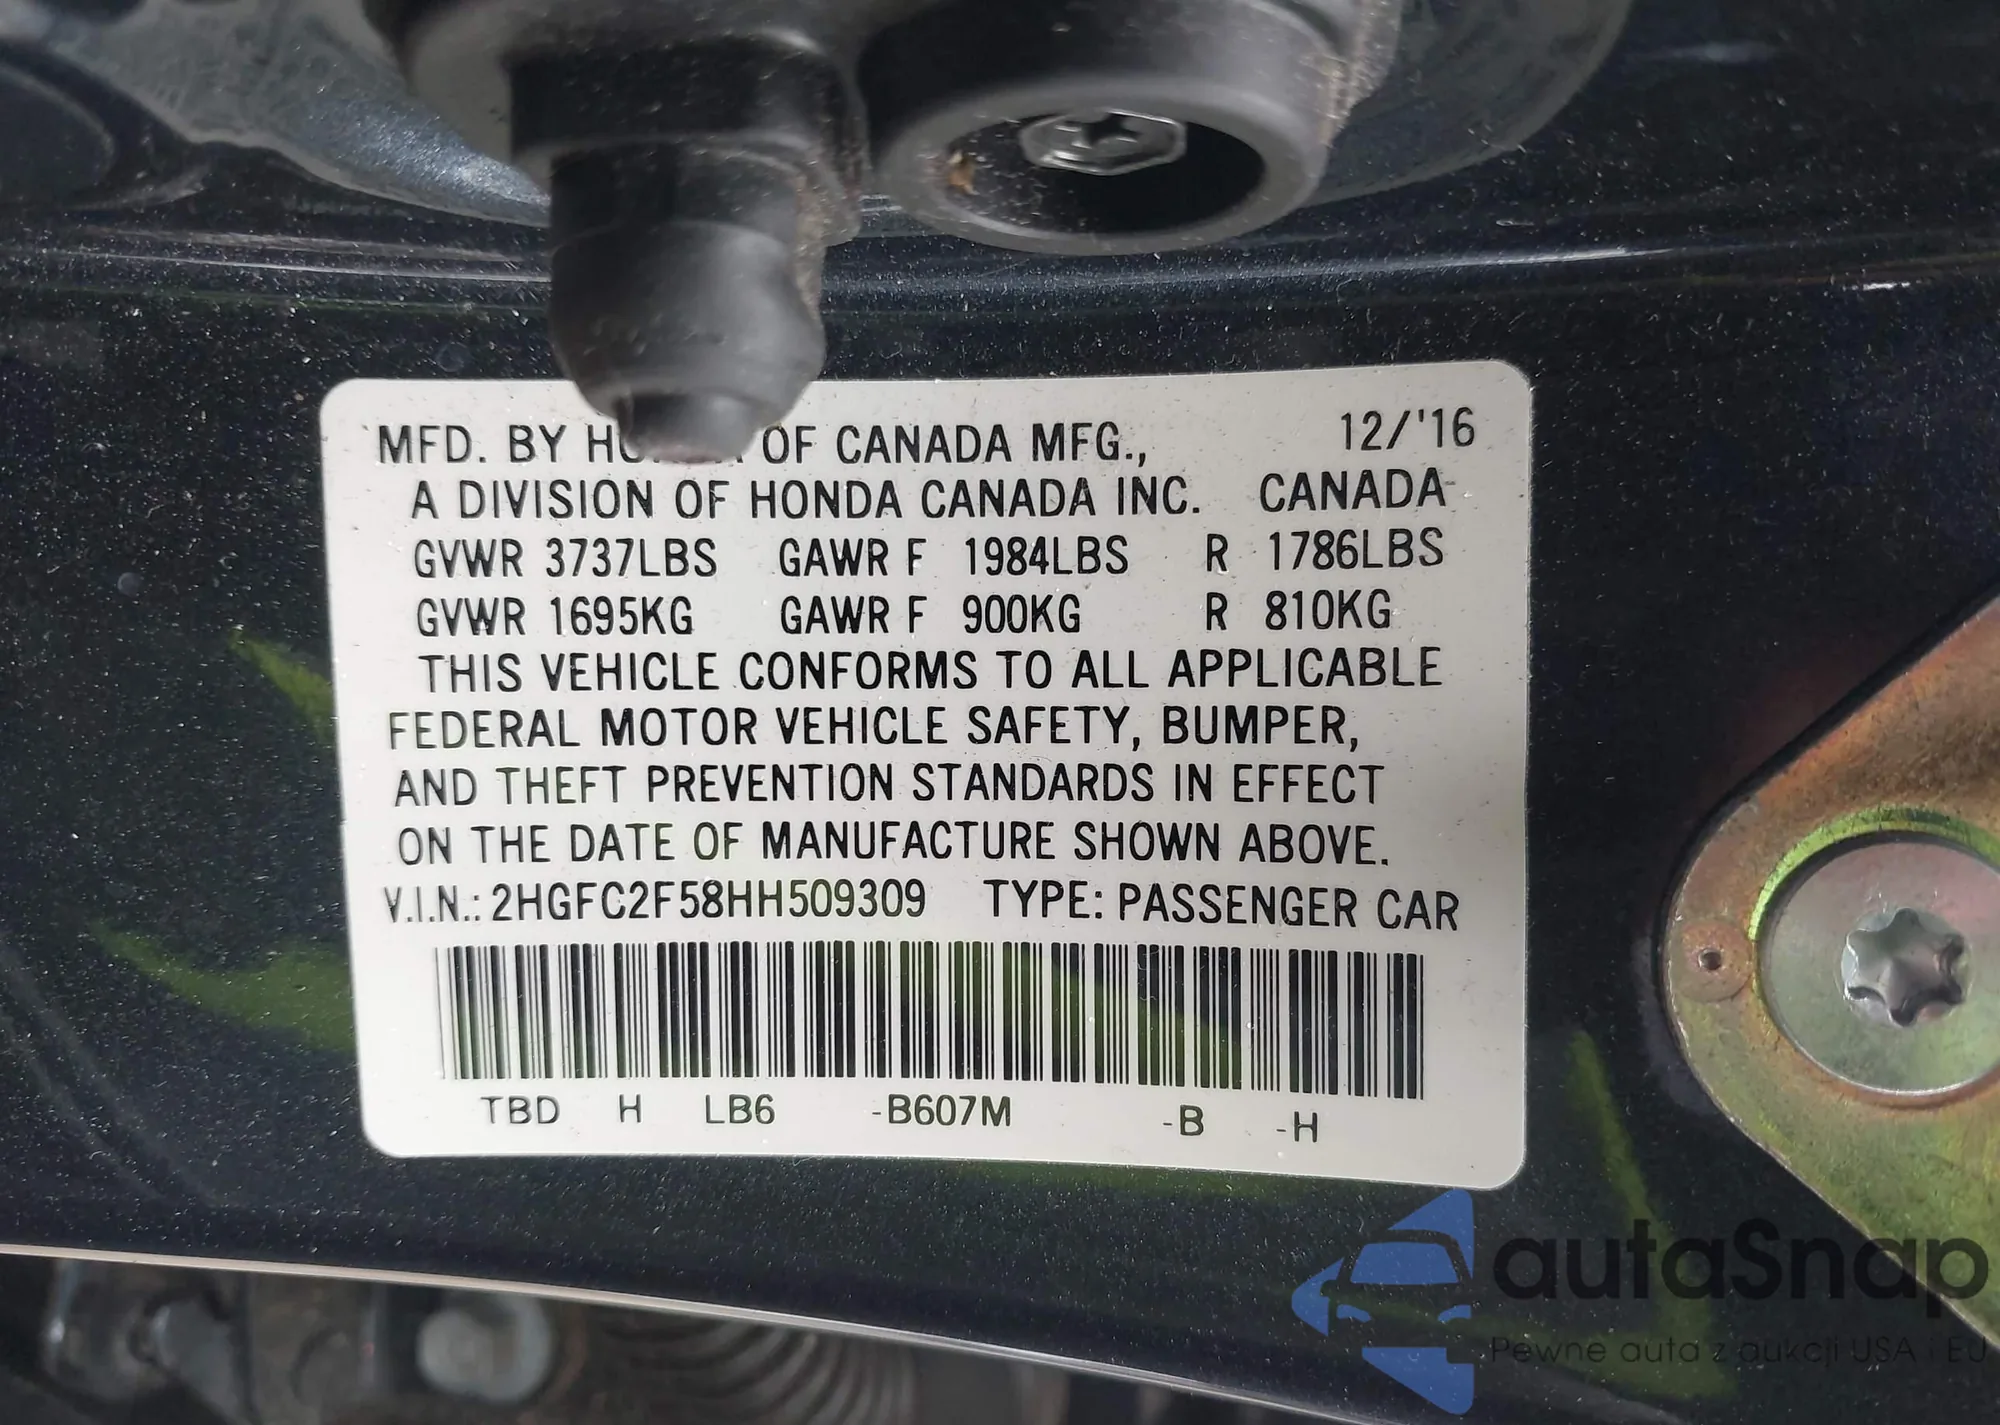 MFD. BY HONDA OF CANADA MFG., 12/'16
A DIVISION OF HONDA CANADA INC. CANADA
GVWR 3737LBS GAWR F 1984LBS R 1786LBS
GVWR 1695KG GAWR F 900KG R 810KG
THIS VEHICLE CONFORMS TO ALL APPLICABLE
FEDERAL MOTOR VEHICLE SAFETY, BUMPER,
AND THEFT PREVENTION STANDARDS IN EFFECT
ON THE DATE OF MANUFACTURE SHOWN ABOVE.
V.I.N.: 2HGFC2F58HH509309 TYPE: PASSENGER CAR
TBD H LB6 -B607M -B -H
autaSnap
Pewne auta z aukcji USA i EU